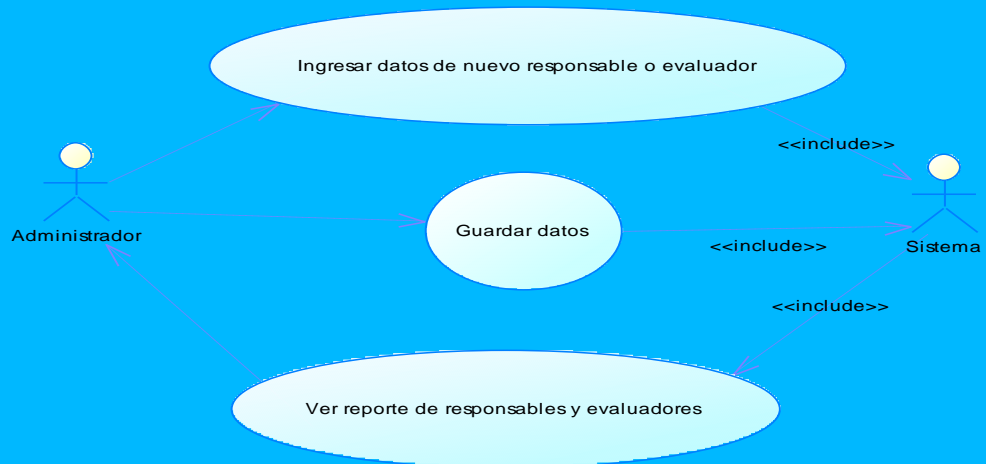 Ingresar datos de nuevo responsable o evaluador
<<include>>
Administrador
Guardar datos
<<include>>
Sistema
<<include>>
Ver reporte de responsables y evaluadores